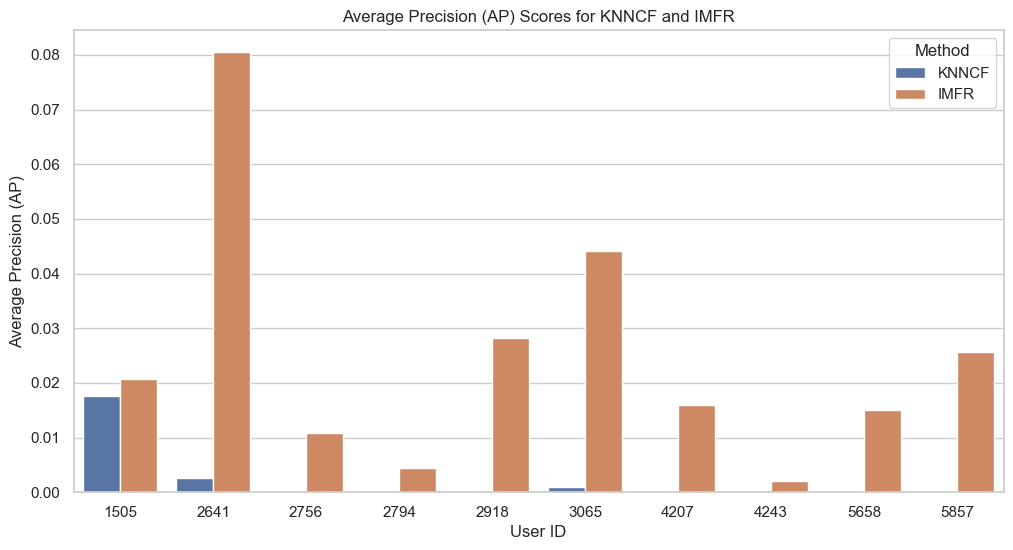 Average Precision (AP) Scores for KNNCF and IMFR
Method
KNNCF
IMFR
Average Precision (AP)
0.08
0.07
0.06
0.05
0.04
0.03
0.02
0.01
0.00
1505 2641 2756 2794 2918 3065 4207 4243 5658 5857
User ID